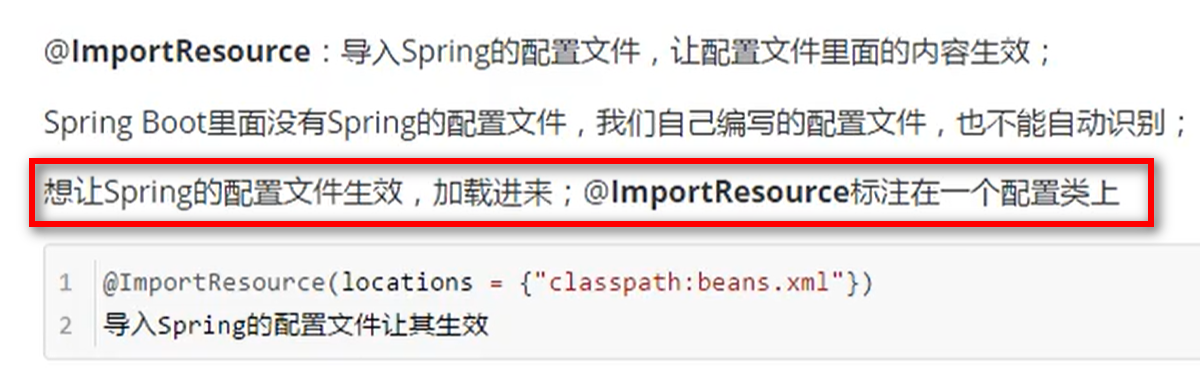 @ImportResource：导入Spring的配置文件，让配置文件里面的内容生效；
Spring Boot里面没有Spring的配置文件，我们自己编写的配置文件，也不能自动识别；
想让Spring的配置文件生效，加载进来；@ImportResource标注在一个配置类上
1 @ImportResource(locations = {"classpath:beans.xml"})
2 导入Spring的配置文件让其生效